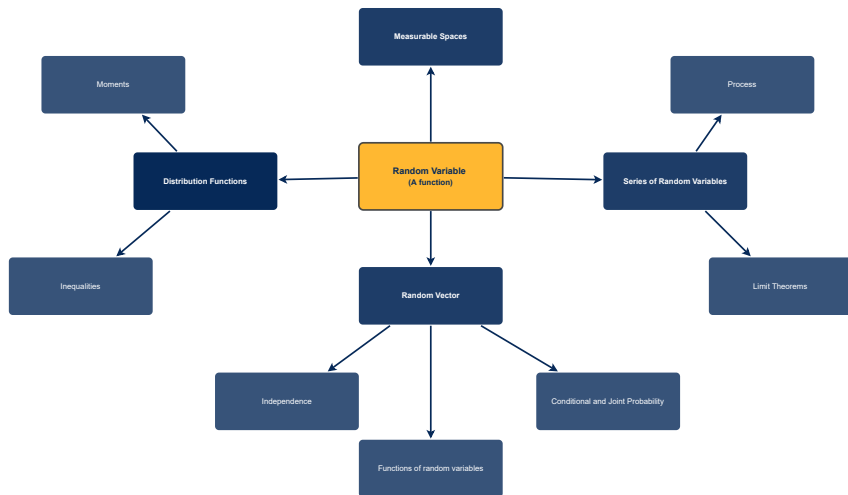 Measurable Spaces
Moments
Process
Random Variable
(A function)
Distribution Functions
Series of Random Variables
Inequalities
Random Vector
Limit Theorems
Independence
Conditional and Joint Probability
Functions of random variables